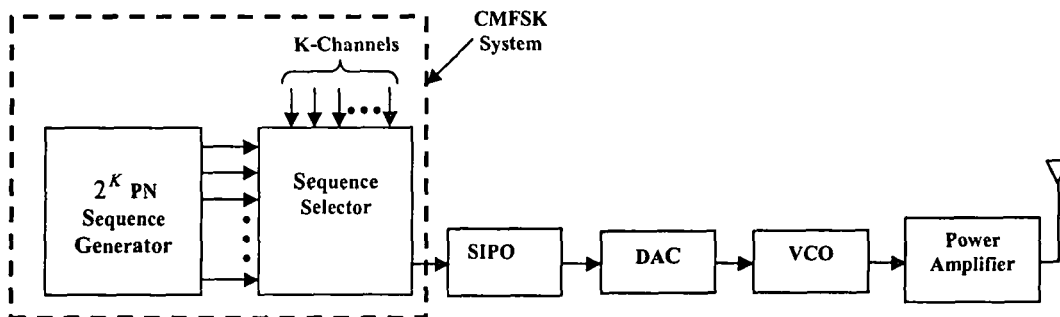 CMFSK
System
K-Channels
2^K PN
Sequence
Generator
Sequence
Selector
SIPO
DAC
VCO
Power
Amplifier